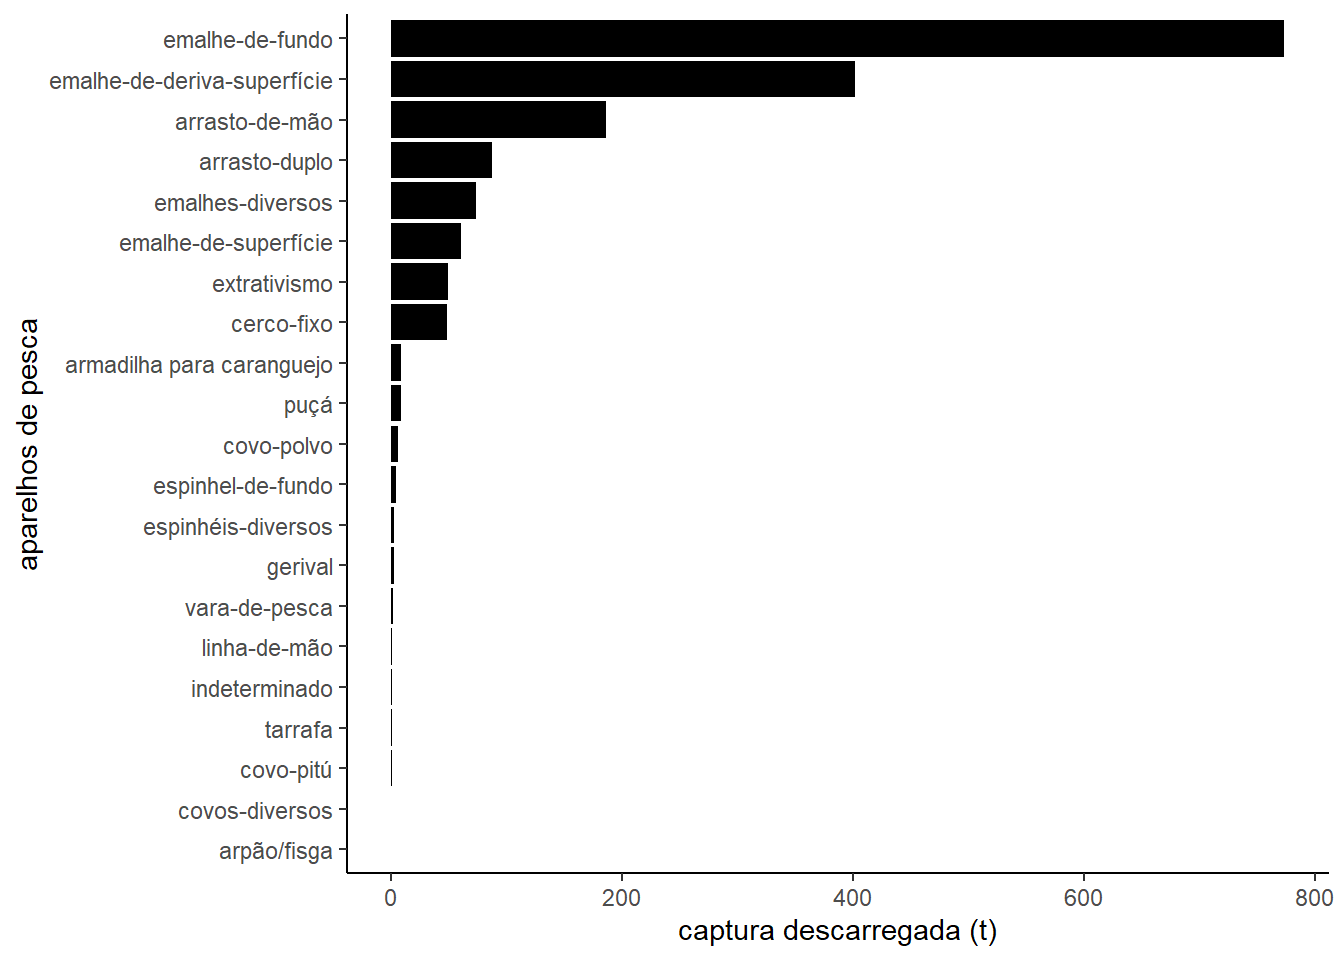 aparelhos de pesca
emalhe-de-fundo
emalhe-de-deriva-superfície
arrasto-de-mão
arrasto-duplo
emalhes-diversos
emalhe-de-superfície
extrativismo
cerco-fixo
armadilha para caranguejo
puçá
covo-polvo
espinhel-de-fundo
espinhéis-diversos
gerival
vara-de-pesca
linha-de-mão
indeterminado
tarrafa
covo-pitú
covos-diversos
arpão/fisga
0 200 400 600 800
captura descarregada (t)